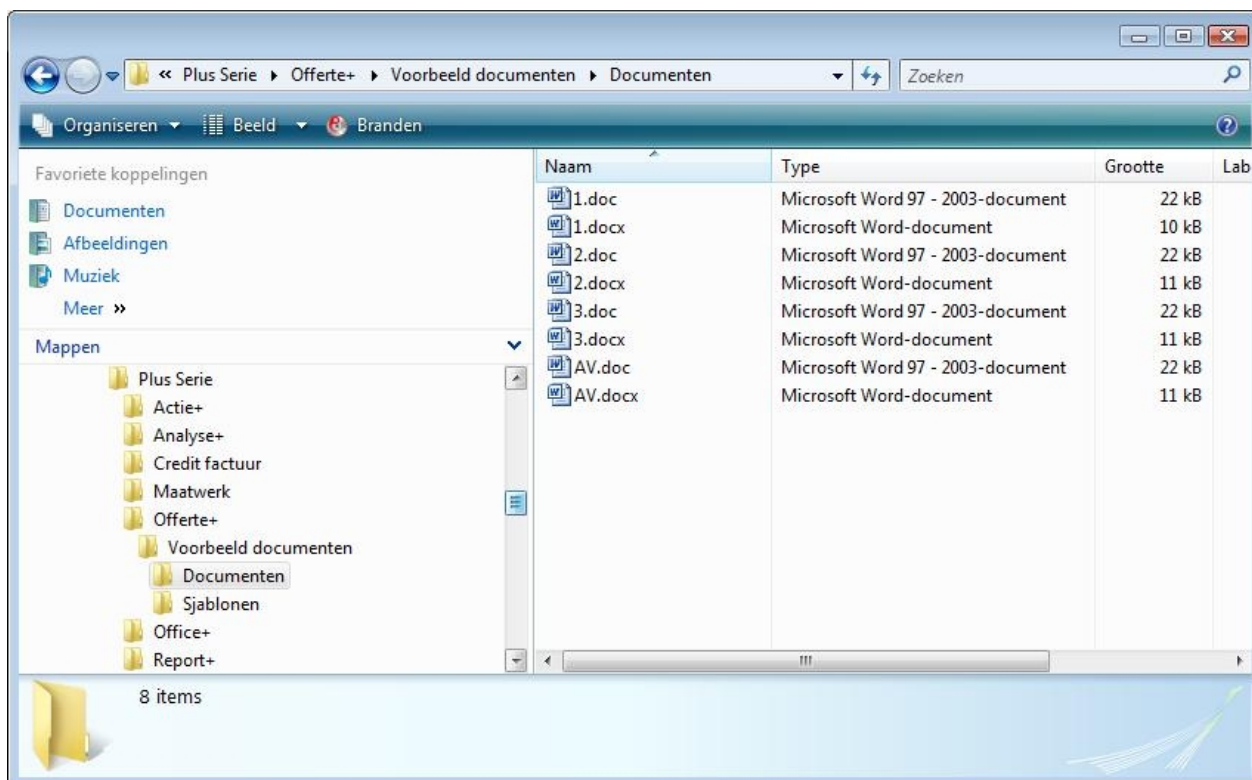 « Plus Serie Offerte+ Voorbeeld documenten Documenten Zoeken
Organiseren Beeld Branden
Favoriete koppelingen
Documenten
Afbeeldingen
Muziek
Meer »
Mappen
Plus Serie
Actie+
Analyse+
Credit factuur
Maatwerk
Offerte+
Voorbeeld documenten
Documenten
Sjablonen
Office+
Report+
Naam Type Grootte Lab
1.doc Microsoft Word 97 - 2003-document 22 kB
1.docx Microsoft Word-document 10 kB
2.doc Microsoft Word 97 - 2003-document 22 kB
2.docx Microsoft Word-document 11 kB
3.doc Microsoft Word 97 - 2003-document 22 kB
3.docx Microsoft Word-document 11 kB
AV.doc Microsoft Word 97 - 2003-document 22 kB
AV.docx Microsoft Word-document 11 kB
8 items